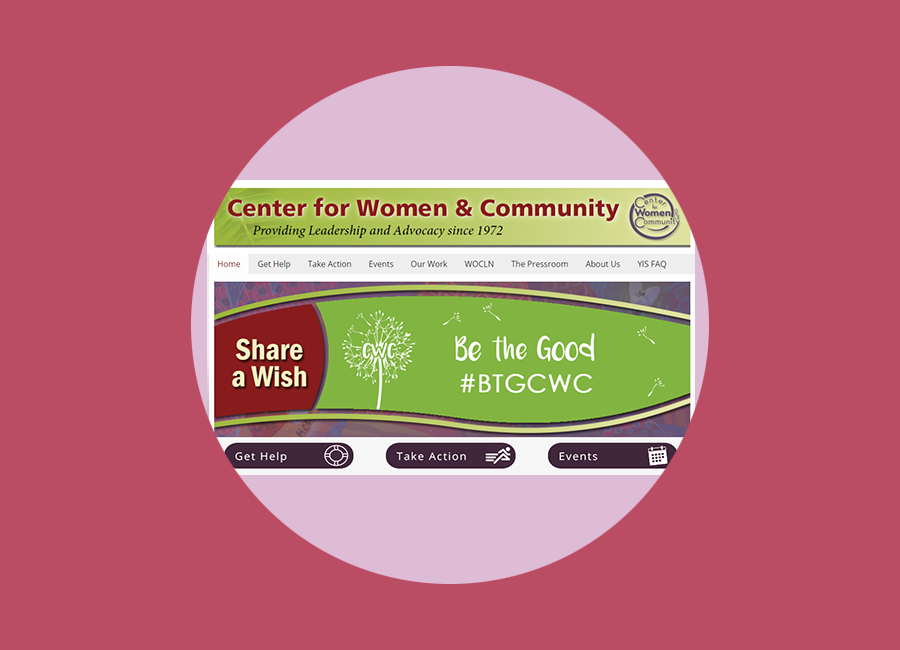 Center for Women & Community
Providing Leadership and Advocacy since 1972
Center
for
Women
Community
Home Get Help Take Action Events Our Work WOCLN The Pressroom About Us YIS FAQ
Share
a Wish
CWC
Be the Good
#BTGCWC
Get Help Take Action Events